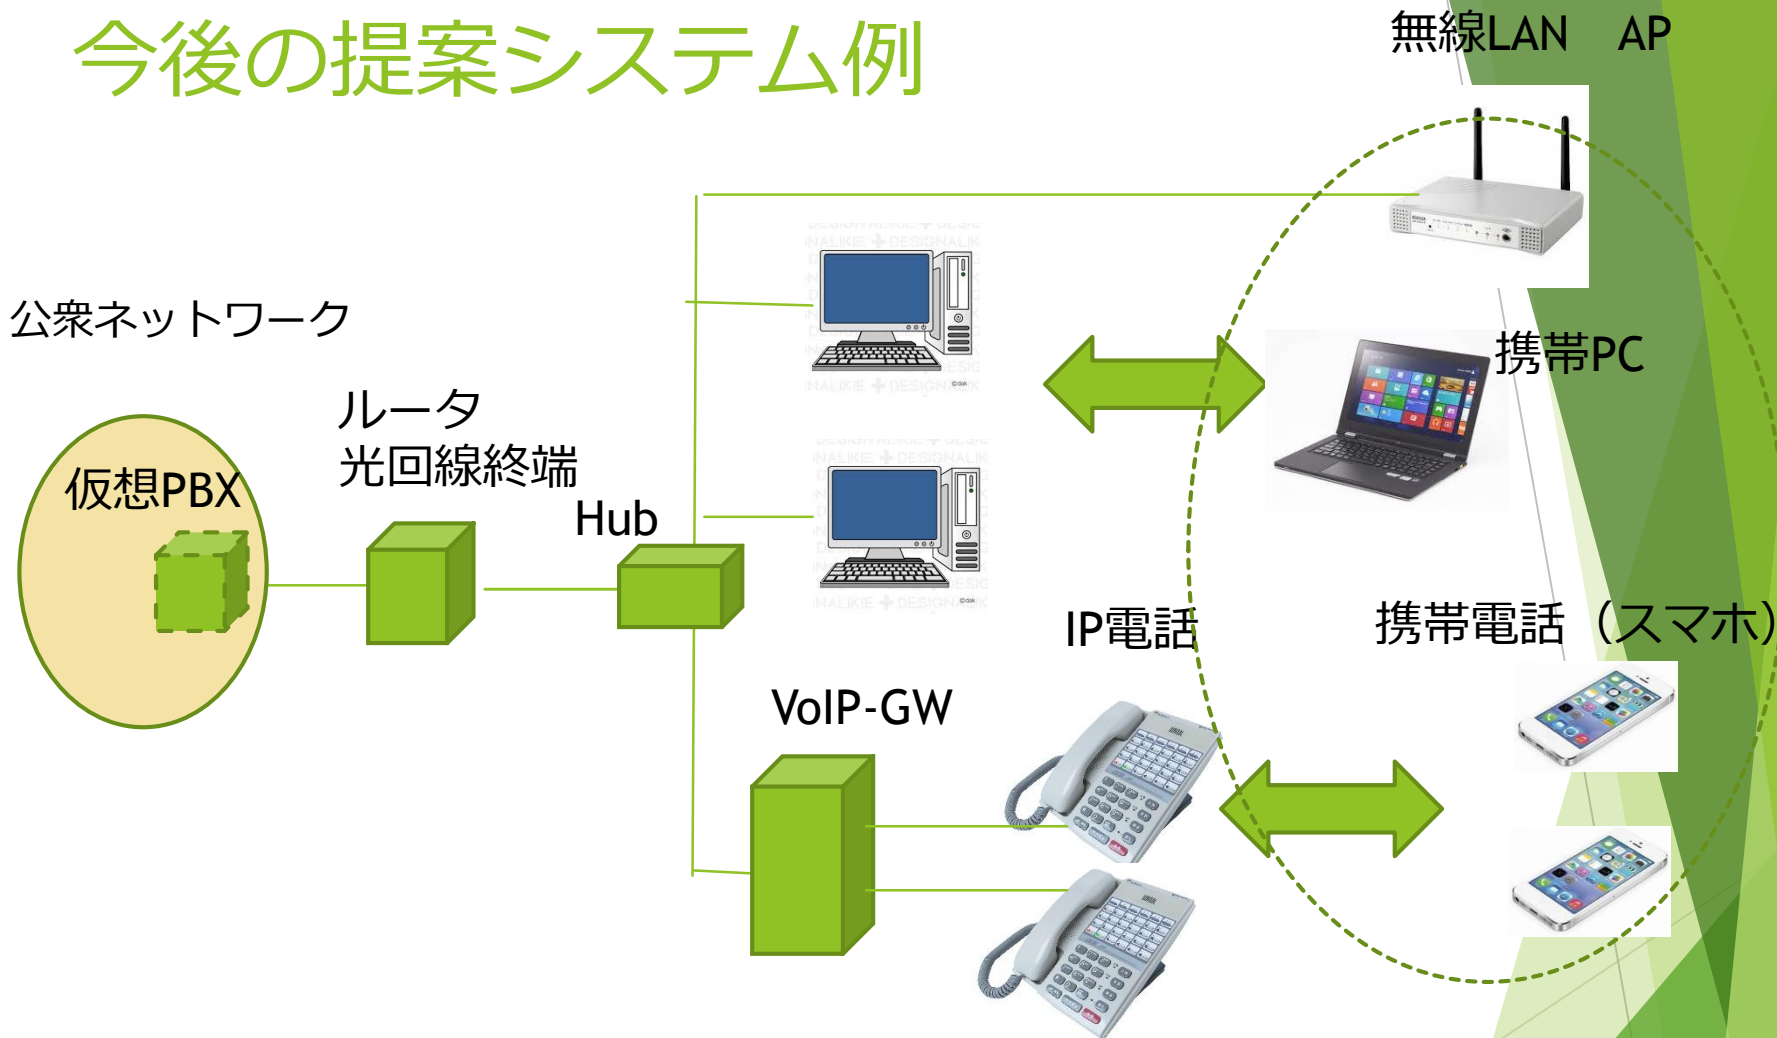 今後の提案システム例
無線LAN　AP
公衆ネットワーク
携帯PC
ルータ
光回線終端
仮想PBX
Hub
IP電話
携帯電話（スマホ）
VoIP-GW
©dak
©dak